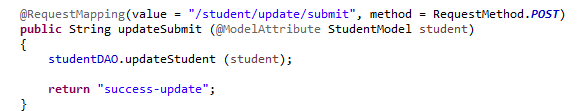 @RequestMapping(value = "/student/update/submit", method = RequestMethod.POST)
public String updateSubmit (@ModelAttribute StudentModel student)
{
studentDAO.updateStudent (student);
return "success-update";
}